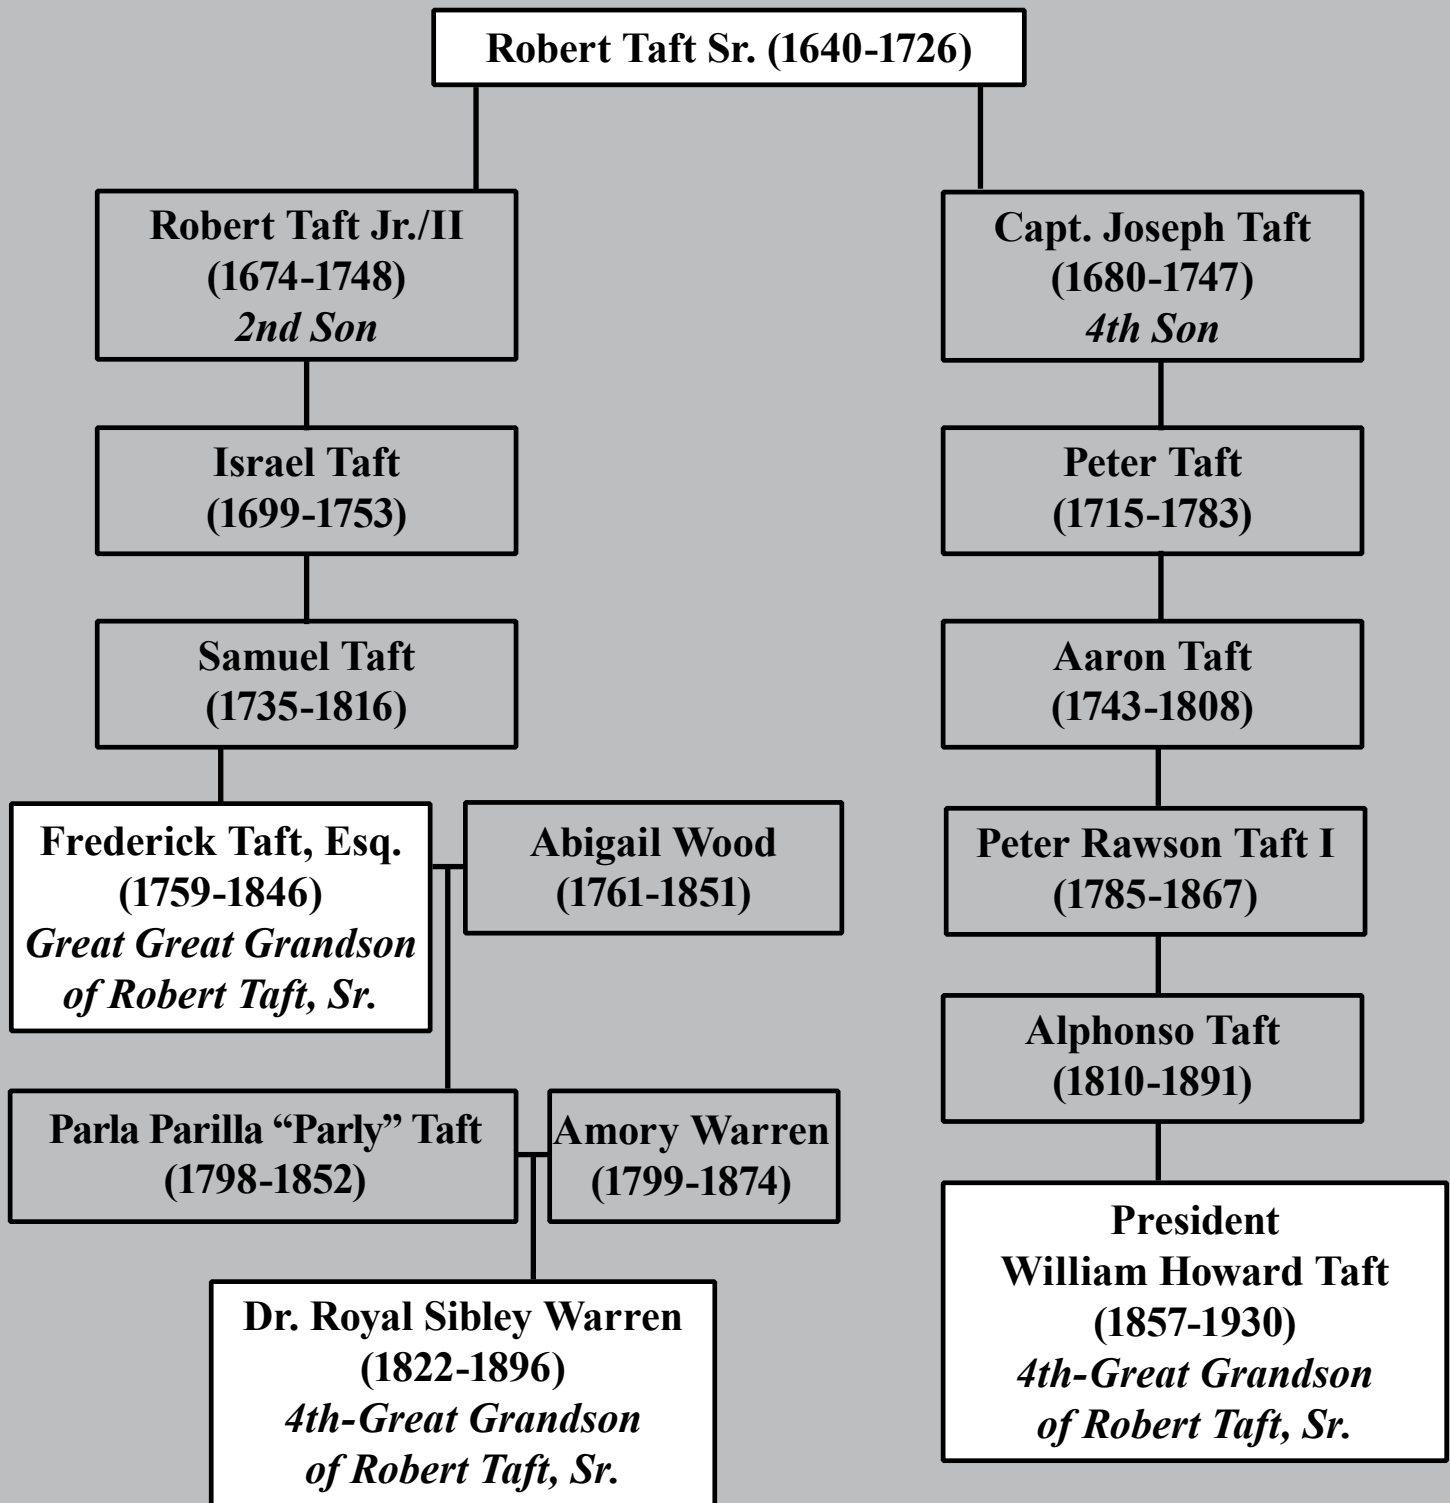 Robert Taft Sr. (1640-1726)
Robert Taft Jr./II
(1674-1748)
2nd Son
Capt. Joseph Taft
(1680-1747)
4th Son
Israel Taft
(1699-1753)
Peter Taft
(1715-1783)
Samuel Taft
(1735-1816)
Aaron Taft
(1743-1808)
Frederick Taft, Esq.
(1759-1846)
Great Great Grandson
of Robert Taft, Sr.
Abigail Wood
(1761-1851)
Peter Rawson Taft I
(1785-1867)
Alphonso Taft
(1810-1891)
Parla Parilla “Parly” Taft
(1798-1852)
Amory Warren
(1799-1874)
President
William Howard Taft
(1857-1930)
4th-Great Grandson
of Robert Taft, Sr.
Dr. Royal Sibley Warren
(1822-1896)
4th-Great Grandson
of Robert Taft, Sr.